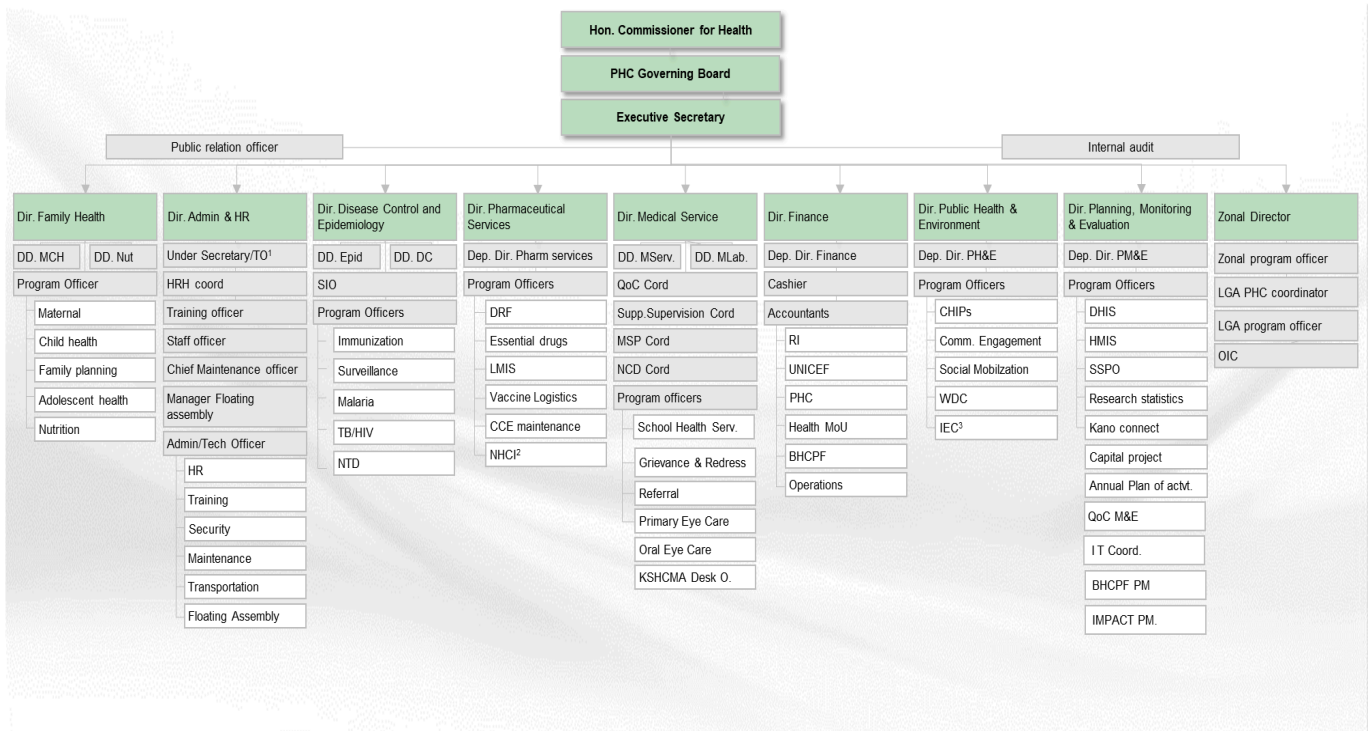 Hon. Commissioner for Health
PHC Governing Board
Executive Secretary
Public relation officer
Internal audit
Dir. Family Health
DD. MCH
DD. Nut
Program Officer
Maternal
Child health
Family planning
Adolescent health
Nutrition
Dir. Admin & HR
Under Secretary/TO¹
HRH coord
Training officer
Staff officer
Chief Maintenance officer
Manager Floating
assembly
Admin/Tech Officer
HR
Training
Security
Maintenance
Transportation
Floating Assembly
Dir. Disease Control and
Epidemiology
DD. Epid
DD. DC
SIO
Program Officers
Immunization
Surveillance
Malaria
TB/HIV
NTD
Dir. Pharmaceutical
Services
Dep. Dir. Pharm services
Program Officers
DRF
Essential drugs
LMIS
Vaccine Logistics
CCE maintenance
NHCI²
Dir. Medical Service
DD. MServ.
DD. MLab.
QoC Cord
Supp.Supervision Cord
MSP Cord
NCD Cord
Program officers
School Health Serv.
Grievance & Redress
Referral
Primary Eye Care
Oral Eye Care
KSHCMA Desk O.
Dir. Finance
Dep. Dir. Finance
Cashier
Accountants
RI
UNICEF
PHC
Health MoU
BHCPF
Operations
Dir. Public Health &
Environment
Dep. Dir. PH&E
Program Officers
CHIPs
Comm. Engagement
Social Mobilzation
WDC
IEC³
Dir. Planning, Monitoring
& Evaluation
Dep. Dir. PM&E
Program Officers
DHIS
HMIS
SSPO
Research statistics
Kano connect
Capital project
Annual Plan of actvt.
QoC M&E
I T Coord.
BHCPF PM
IMPACT PM.
Zonal Director
Zonal program officer
LGA PHC coordinator
LGA program officer
OIC